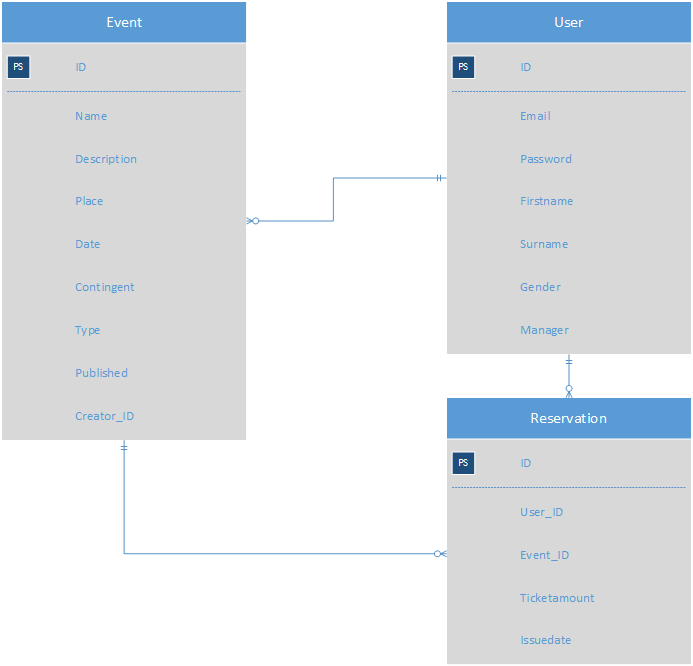 Event
PS ID
Name
Description
Place
Date
Contingent
Type
Published
Creator_ID
User
PS ID
Email
Password
Firstname
Surname
Gender
Manager
Reservation
PS ID
User_ID
Event_ID
Ticketamount
Issuedate